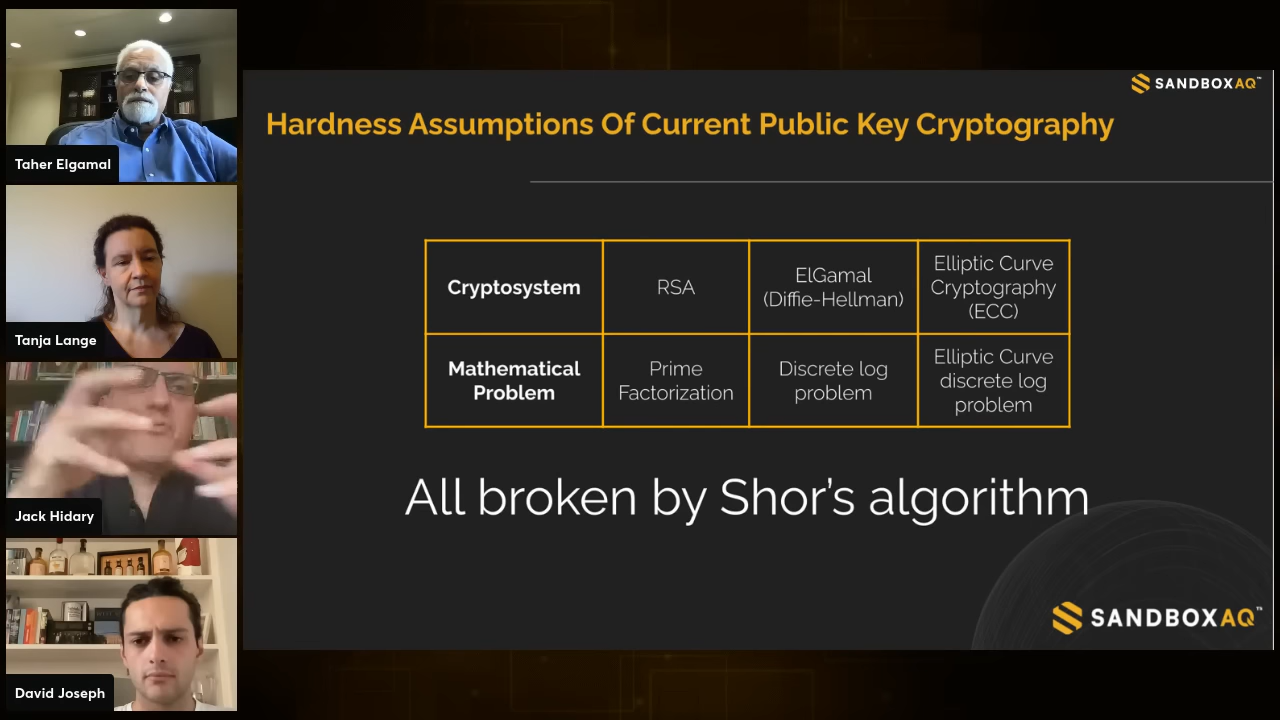 Taher Elgamal
Tanja Lange
Jack Hidary
David Joseph
SANDBOXAQ™
Hardness Assumptions Of Current Public Key Cryptography
Cryptosystem
RSA
ElGamal
(Diffie-Hellman)
Elliptic Curve
Cryptography
(ECC)
Mathematical
Problem
Prime
Factorization
Discrete log
problem
Elliptic Curve
discrete log
problem
All broken by Shor's algorithm
SANDBOXAQ™